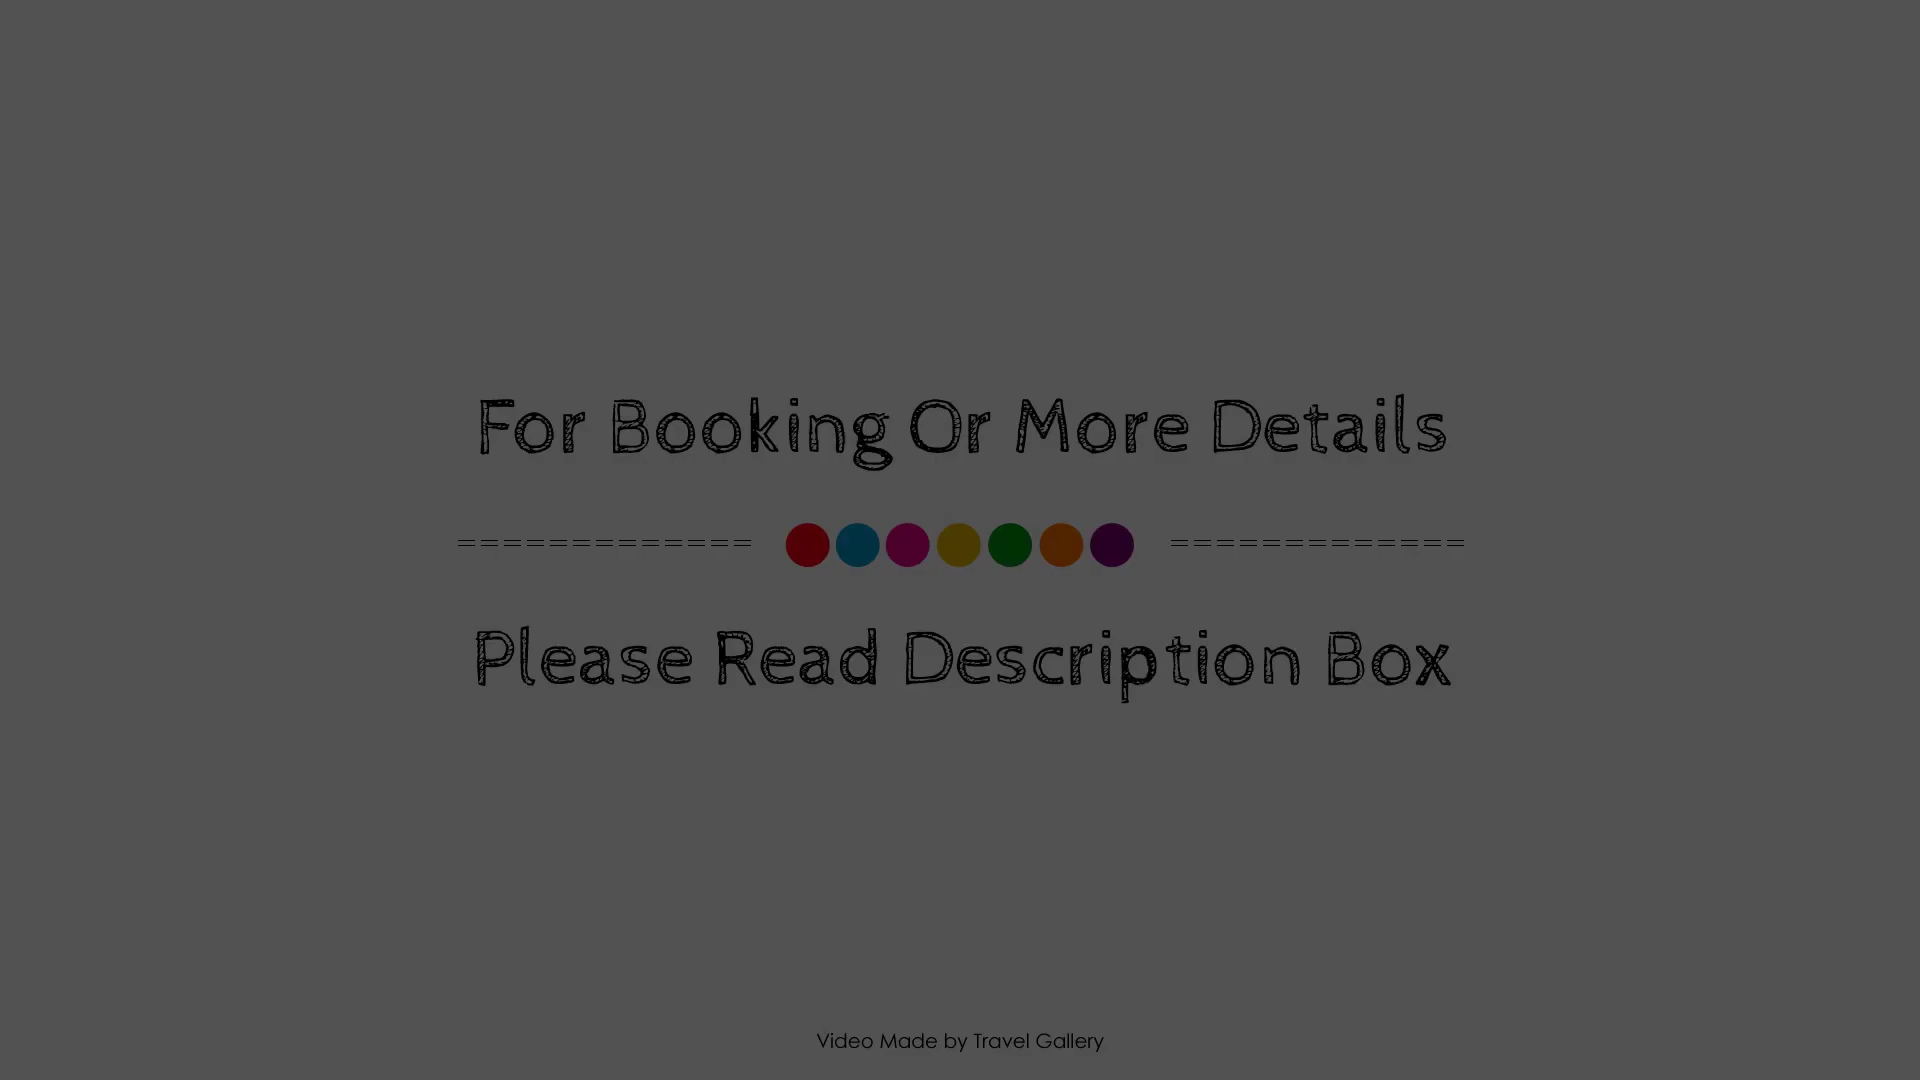 For Booking Or More Details
============= =============
Please Read Description Box
Video Made by Travel Gallery